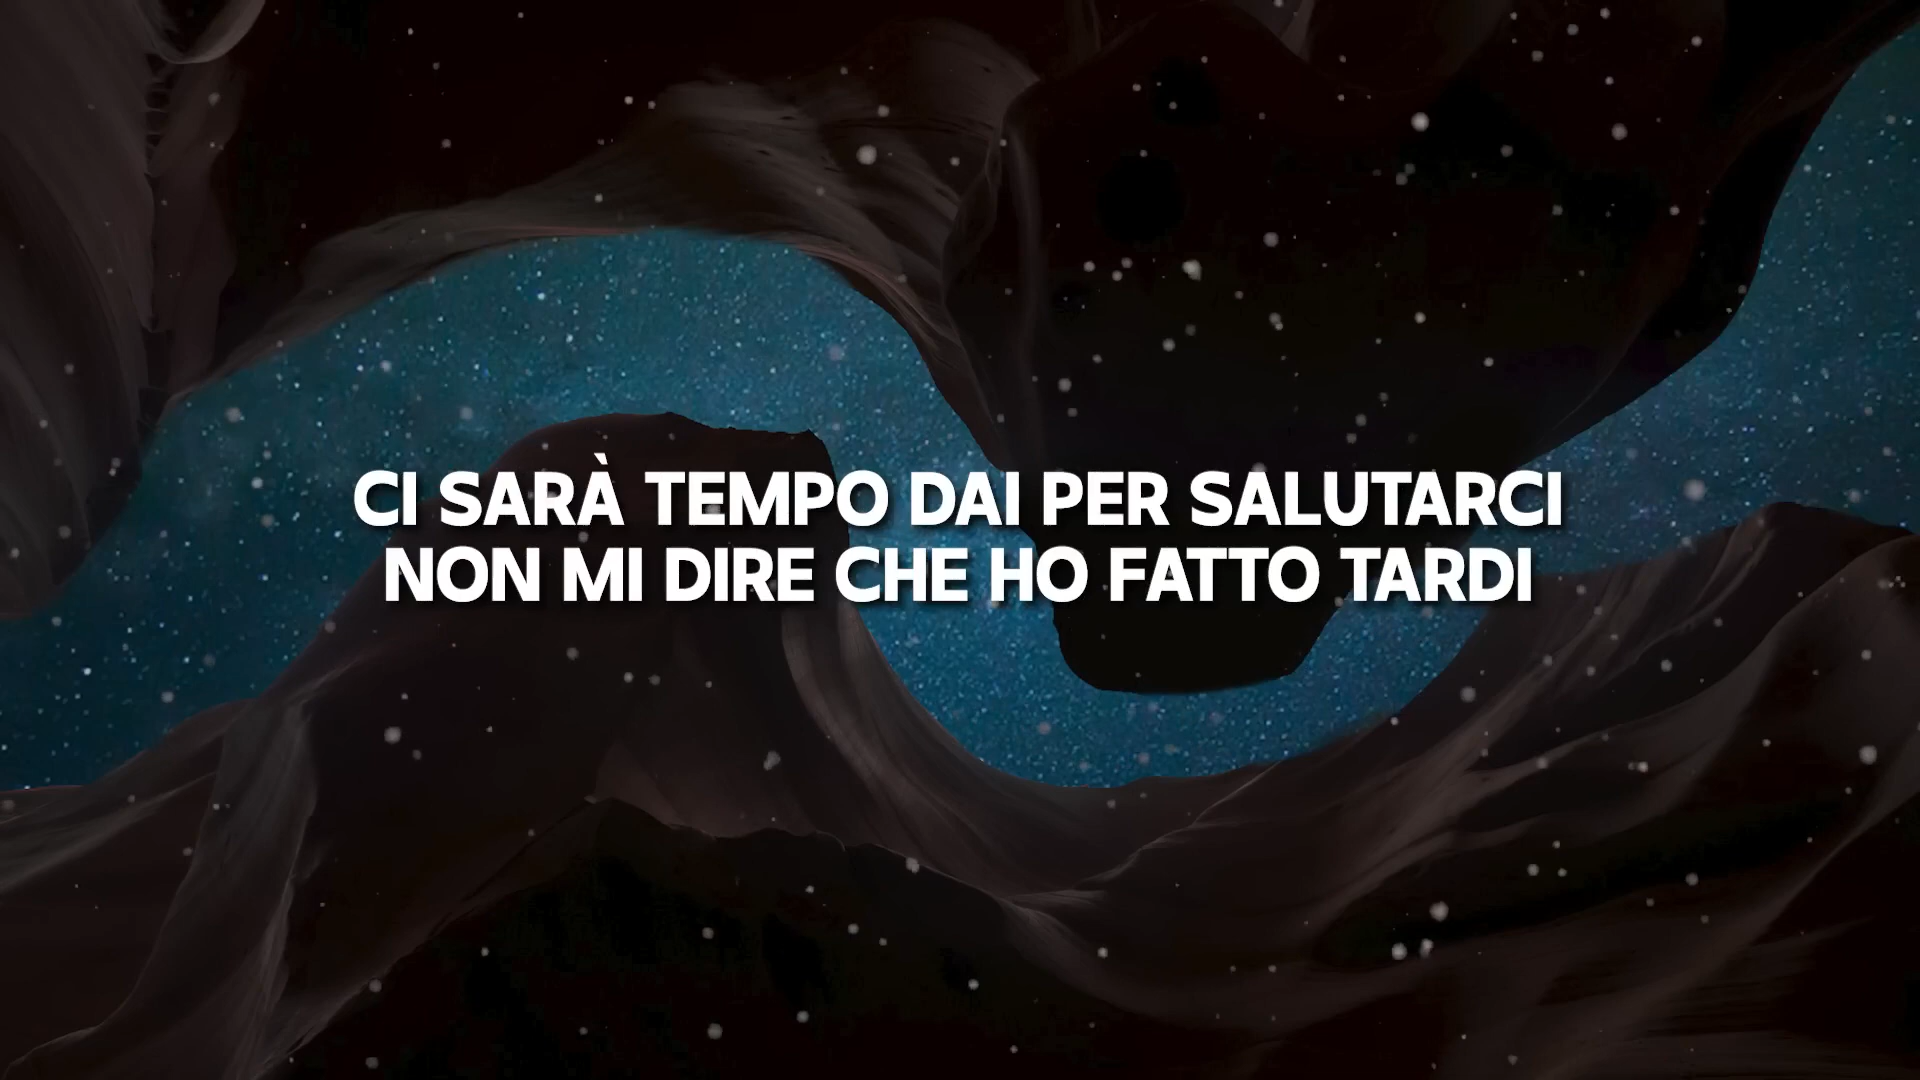 CI SARÀ TEMPO DAI PER SALUTARCI
NON MI DIRE CHE HO FATTO TARDI